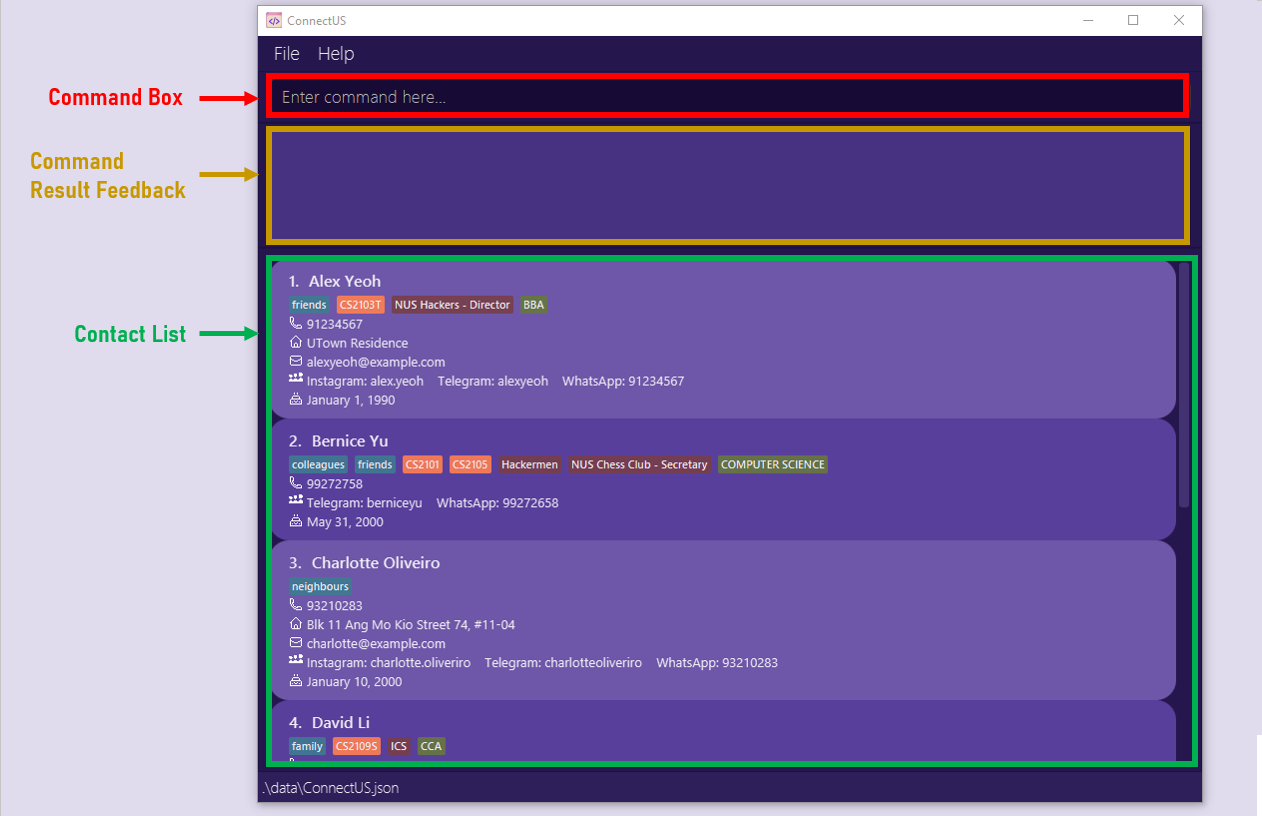 ConnectUS
File Help
Command Box
Enter command here...
Command
Result Feedback
Contact List
1. Alex Yeoh
friends CS2103T NUS Hackers - Director BBA
91234567
UTown Residence
alexyeoh@example.com
Instagram: alex.yeoh Telegram: alexyeoh WhatsApp: 91234567
January 1, 1990
2. Bernice Yu
colleagues friends CS2101 CS2105 Hackermen NUS Chess Club - Secretary COMPUTER SCIENCE
99272758
Telegram: berniceyu WhatsApp: 99272658
May 31, 2000
3. Charlotte Oliveiro
neighbours
93210283
Blk 11 Ang Mo Kio Street 74, #11-04
charlotte@example.com
Instagram: charlotte.oliveriro Telegram: charlotteoliveriro WhatsApp: 93210283
January 10, 2000
4. David Li
family CS2109S ICS CCA
.\data\ConnectUS.json